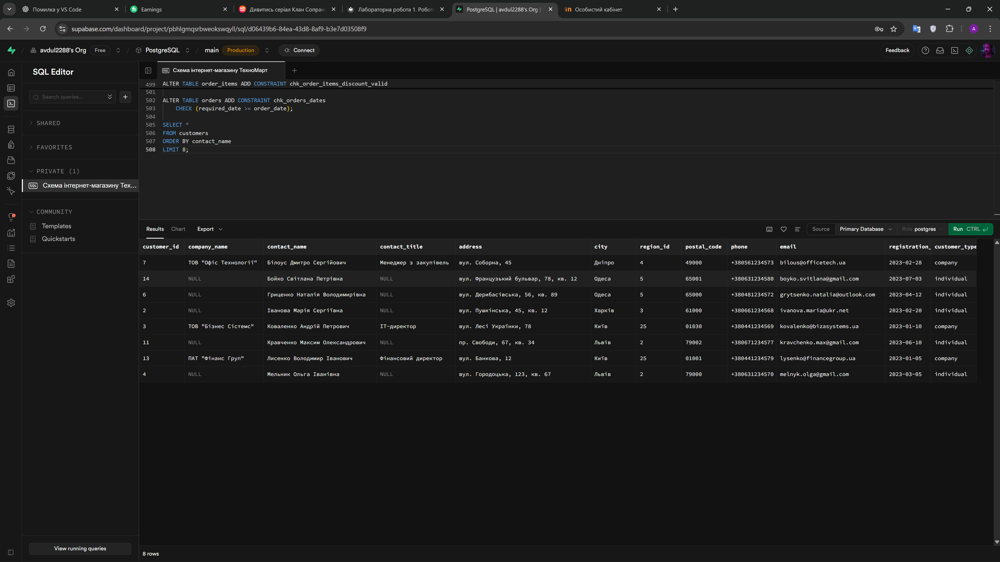 Помилка у VS Code
Earnings
Дивитись серіал Клан Сопран
Лабораторна робота 1. Робот
PostgreSQL | avdul2288's Org |
Особистий кабінет
supabase.com/dashboard/project/pbhlgmqsrbweokswqyll/sql/d06439b6-84ea-43d8-8af9-b3e7d03508f9
A
avdul2288's Org Free / PostgreSQL / main Production Connect
Feedback
SQL Editor
Search queries...
SHARED
FAVORITES
PRIVATE (1)
SQL Схема інтернет-магазину Тех...
COMMUNITY
Templates
Quickstarts
View running queries
SQL Схема інтернет-магазину ТехноМарт
499 ALTER TABLE order_items ADD CONSTRAINT chk_order_items_discount_valid
501
502 ALTER TABLE orders ADD CONSTRAINT chk_orders_dates
503 CHECK (required_date >= order_date);
504
505 SELECT *
506 FROM customers
507 ORDER BY contact_name
508 LIMIT 8;
Results Chart Export
Source Primary Database Role postgres Run CTRL
customer_id company_name contact_name contact_title address city region_id postal_code phone email registration_ customer_type
7 ТОВ "Офіс Технології" Білоус Дмитро Сергійович Менеджер з закупівель вул. Соборна, 45 Дніпро 4 49000 +380561234573 bilous@officetech.ua 2023-02-28 company
14 NULL Бойко Світлана Петрівна NULL вул. Французький бульвар, 78, кв. 12 Одеса 5 65001 +380631234580 boyko.svitlana@gmail.com 2023-07-03 individual
6 NULL Гриценко Наталія Володимирівна NULL вул. Дерибасівська, 56, кв. 89 Одеса 5 65000 +380481234572 grytsenko.natalia@outlook.com 2023-04-12 individual
2 NULL Іванова Марія Сергіївна NULL вул. Пушкінська, 45, кв. 12 Харків 3 61000 +380661234568 ivanova.maria@ukr.net 2023-02-20 individual
3 ТОВ "Бізнес Сістемс" Коваленко Андрій Петрович ІТ-директор вул. Лесі Українки, 78 Київ 25 01030 +380441234569 kovalenko@bizasystems.ua 2023-01-10 company
11 NULL Кравченко Максим Олександрович NULL пр. Свободи, 67, кв. 34 Львів 2 79002 +380671234577 kravchenko.max@gmail.com 2023-06-10 individual
13 ПАТ "Фінанс Груп" Лисенко Володимир Іванович Фінансовий директор вул. Банкова, 12 Київ 25 01001 +380441234579 lysenko@financegroup.ua 2023-01-05 company
4 NULL Мельник Ольга Іванівна NULL вул. Городоцька, 123, кв. 67 Львів 2 79000 +380631234570 melnyk.olga@gmail.com 2023-03-05 individual
8 rows